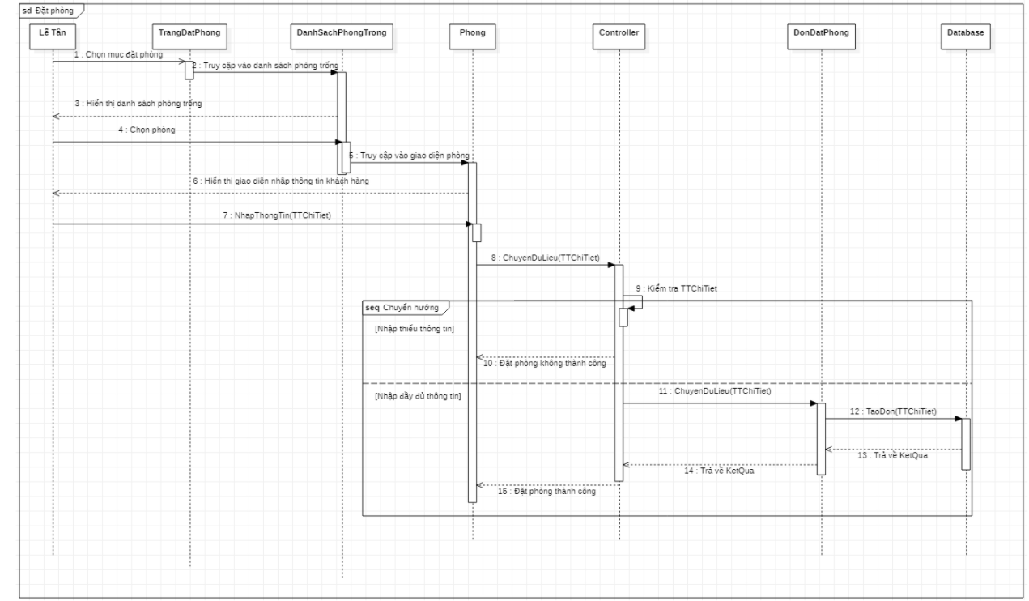 sd Đặt phòng
Lễ Tân
TrangDatPhong
DanhSachPhongTrong
Phong
Controller
DonDatPhong
Database
1 : Chọn mục đặt phòng
2 : Truy cập vào danh sách phòng trống
3 : Hiển thị danh sách phòng trống
4 : Chọn phòng
5 : Truy cập vào giao diện phòng
6 : Hiển thị giao diện nhập thông tin khách hàng
7 : NhapThongTin(TTChiTiet)
8 : ChuyenDuLieu(TTChiTiet)
9 : Kiểm tra TTChiTiet
seq Chuyển hướng
[Nhập thiếu thông tin]
10 : Đặt phòng không thành công
[Nhập đầy đủ thông tin]
11 : ChuyenDuLieu(TTChiTiet)
12 : TaoDon(TTChiTiet)
13 : Trả về KetQua
14 : Trả về KetQua
15 : Đặt phòng thành công